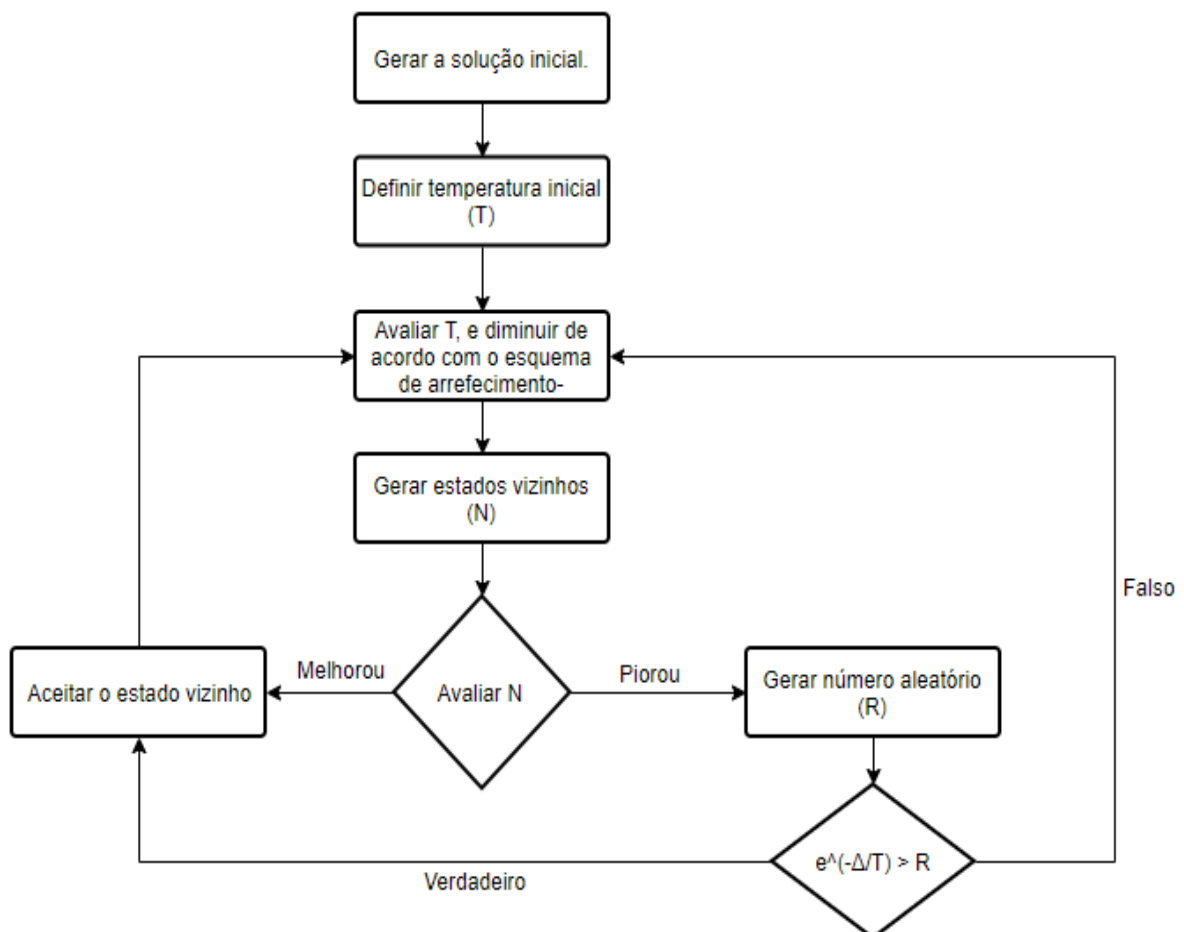 Gerar a solução inicial.
Definir temperatura inicial
(T)
Avaliar T, e diminuir de
acordo com o esquema
de arrefecimento-
Gerar estados vizinhos
(N)
Falso
Melhorou
Piorou
Aceitar o estado vizinho
Avaliar N
Gerar número aleatório
(R)
e^(-Δ/T) > R
Verdadeiro